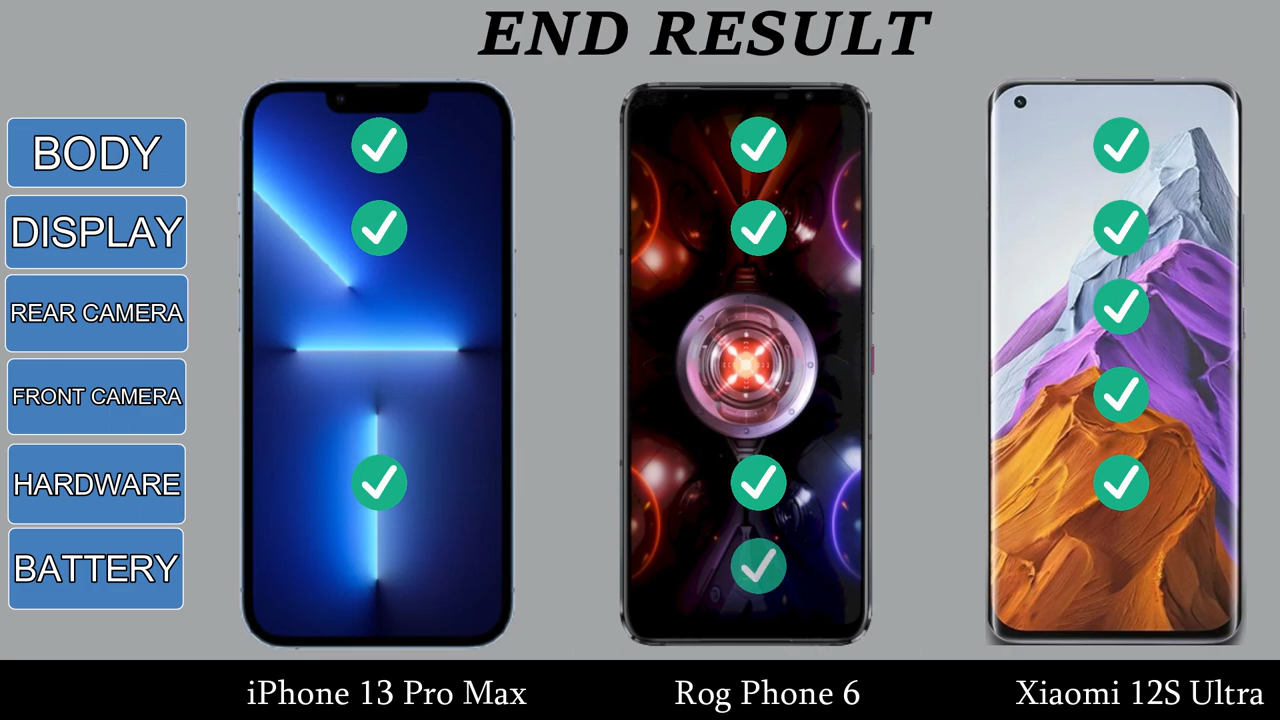 END RESULT
BODY
DISPLAY
REAR CAMERA
FRONT CAMERA
HARDWARE
BATTERY
iPhone 13 Pro Max
Rog Phone 6
Xiaomi 12S Ultra